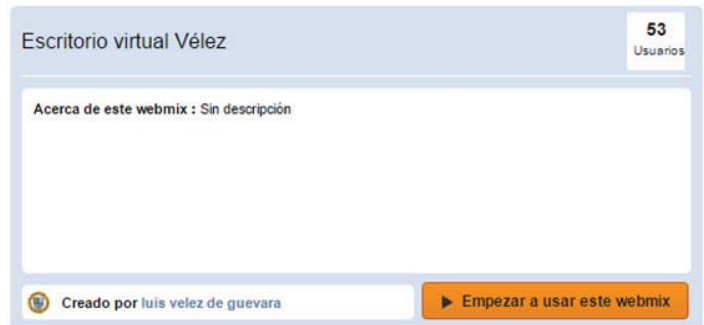 Escritorio virtual Vélez
53
Usuarios
Acerca de este webmix : Sin descripción
Creado por luis velez de guevara
Empezar a usar este webmix